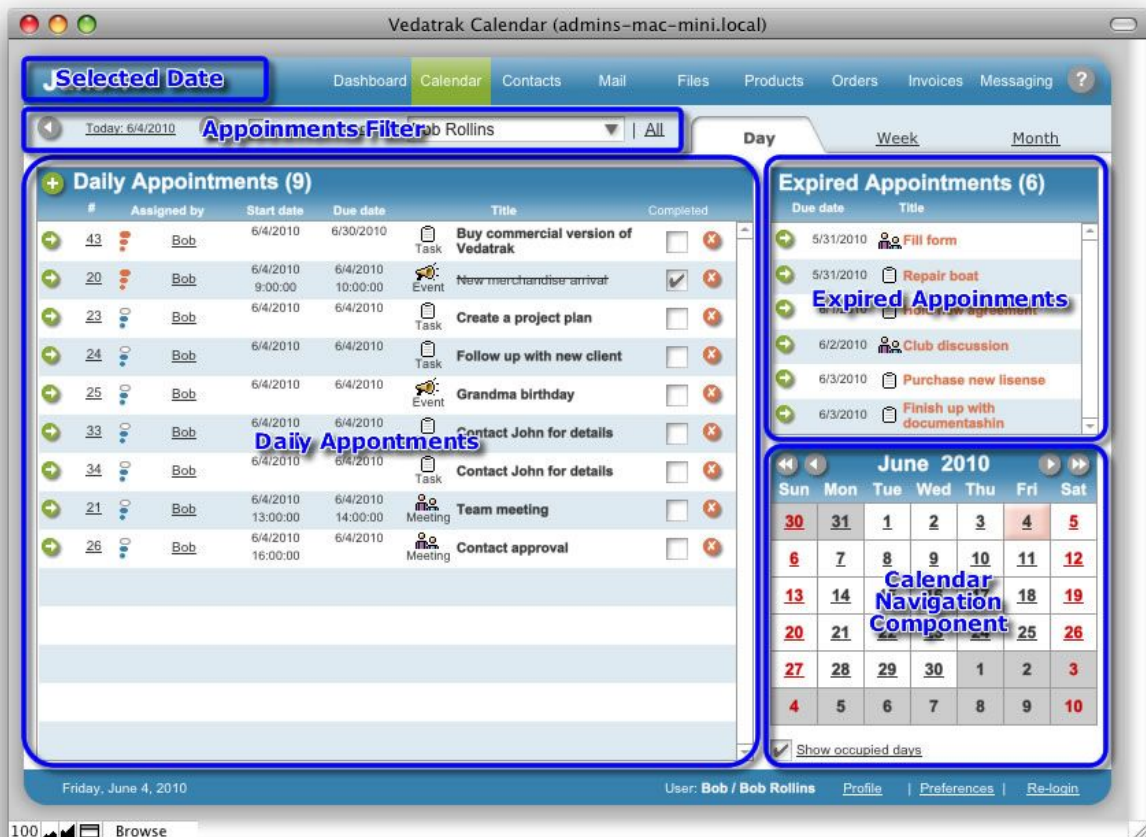 Vedatrak Calendar (admins-mac-mini.local)
Selected Date
Dashboard Calendar Contacts Mail Files Products Orders Invoices Messaging ?
Today: 6/4/2010 Appoinments Filter Bob Rollins | All
Day Week Month
Daily Appointments (9)
# Assigned by Start date Due date Title Completed
43 Bob 6/4/2010 6/30/2010 Task Buy commercial version of Vedatrak
20 Bob 6/4/2010 9:00:00 6/4/2010 10:00:00 Event New merchandise arrival
23 Bob 6/4/2010 6/4/2010 Task Create a project plan
24 Bob 6/4/2010 6/4/2010 Task Follow up with new client
25 Bob 6/4/2010 6/4/2010 Event Grandma birthday
33 Bob 6/4/2010 6/4/2010 Contact John for details
Daily Appontments
34 Bob 6/4/2010 6/4/2010 Task Contact John for details
21 Bob 6/4/2010 13:00:00 6/4/2010 14:00:00 Meeting Team meeting
26 Bob 6/4/2010 16:00:00 6/4/2010 Meeting Contact approval
Expired Appointments (6)
Due date Title
5/31/2010 Fill form
5/31/2010 Repair boat
Expired Appoinments
6/2/2010 Club discussion
6/3/2010 Purchase new lisense
6/3/2010 Finish up with documentashin
June 2010
Sun Mon Tue Wed Thu Fri Sat
30 31 1 2 3 4 5
6 7 8 9 10 11 12
Calendar
13 14 18 19
Navigation
Component
20 21 25 26
27 28 29 30 1 2 3
4 5 6 7 8 9 10
Show occupied days
Friday, June 4, 2010 User: Bob / Bob Rollins Profile | Preferences | Re-login
100 Browse